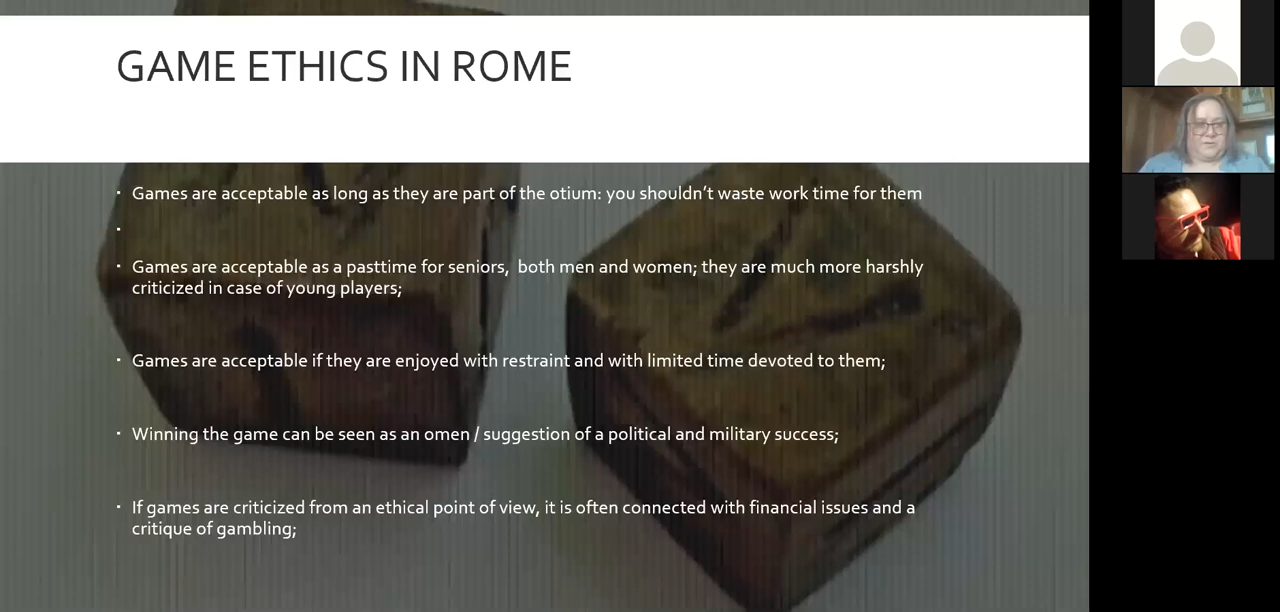 GAME ETHICS IN ROME
Games are acceptable as long as they are part of the otium: you shouldn't waste work time for them
Games are acceptable as a pasttime for seniors, both men and women; they are much more harshly
criticized in case of young players;
Games are acceptable if they are enjoyed with restraint and with limited time devoted to them;
Winning the game can be seen as an omen / suggestion of a political and military success;
If games are criticized from an ethical point of view, it is often connected with financial issues and a
critique of gambling;